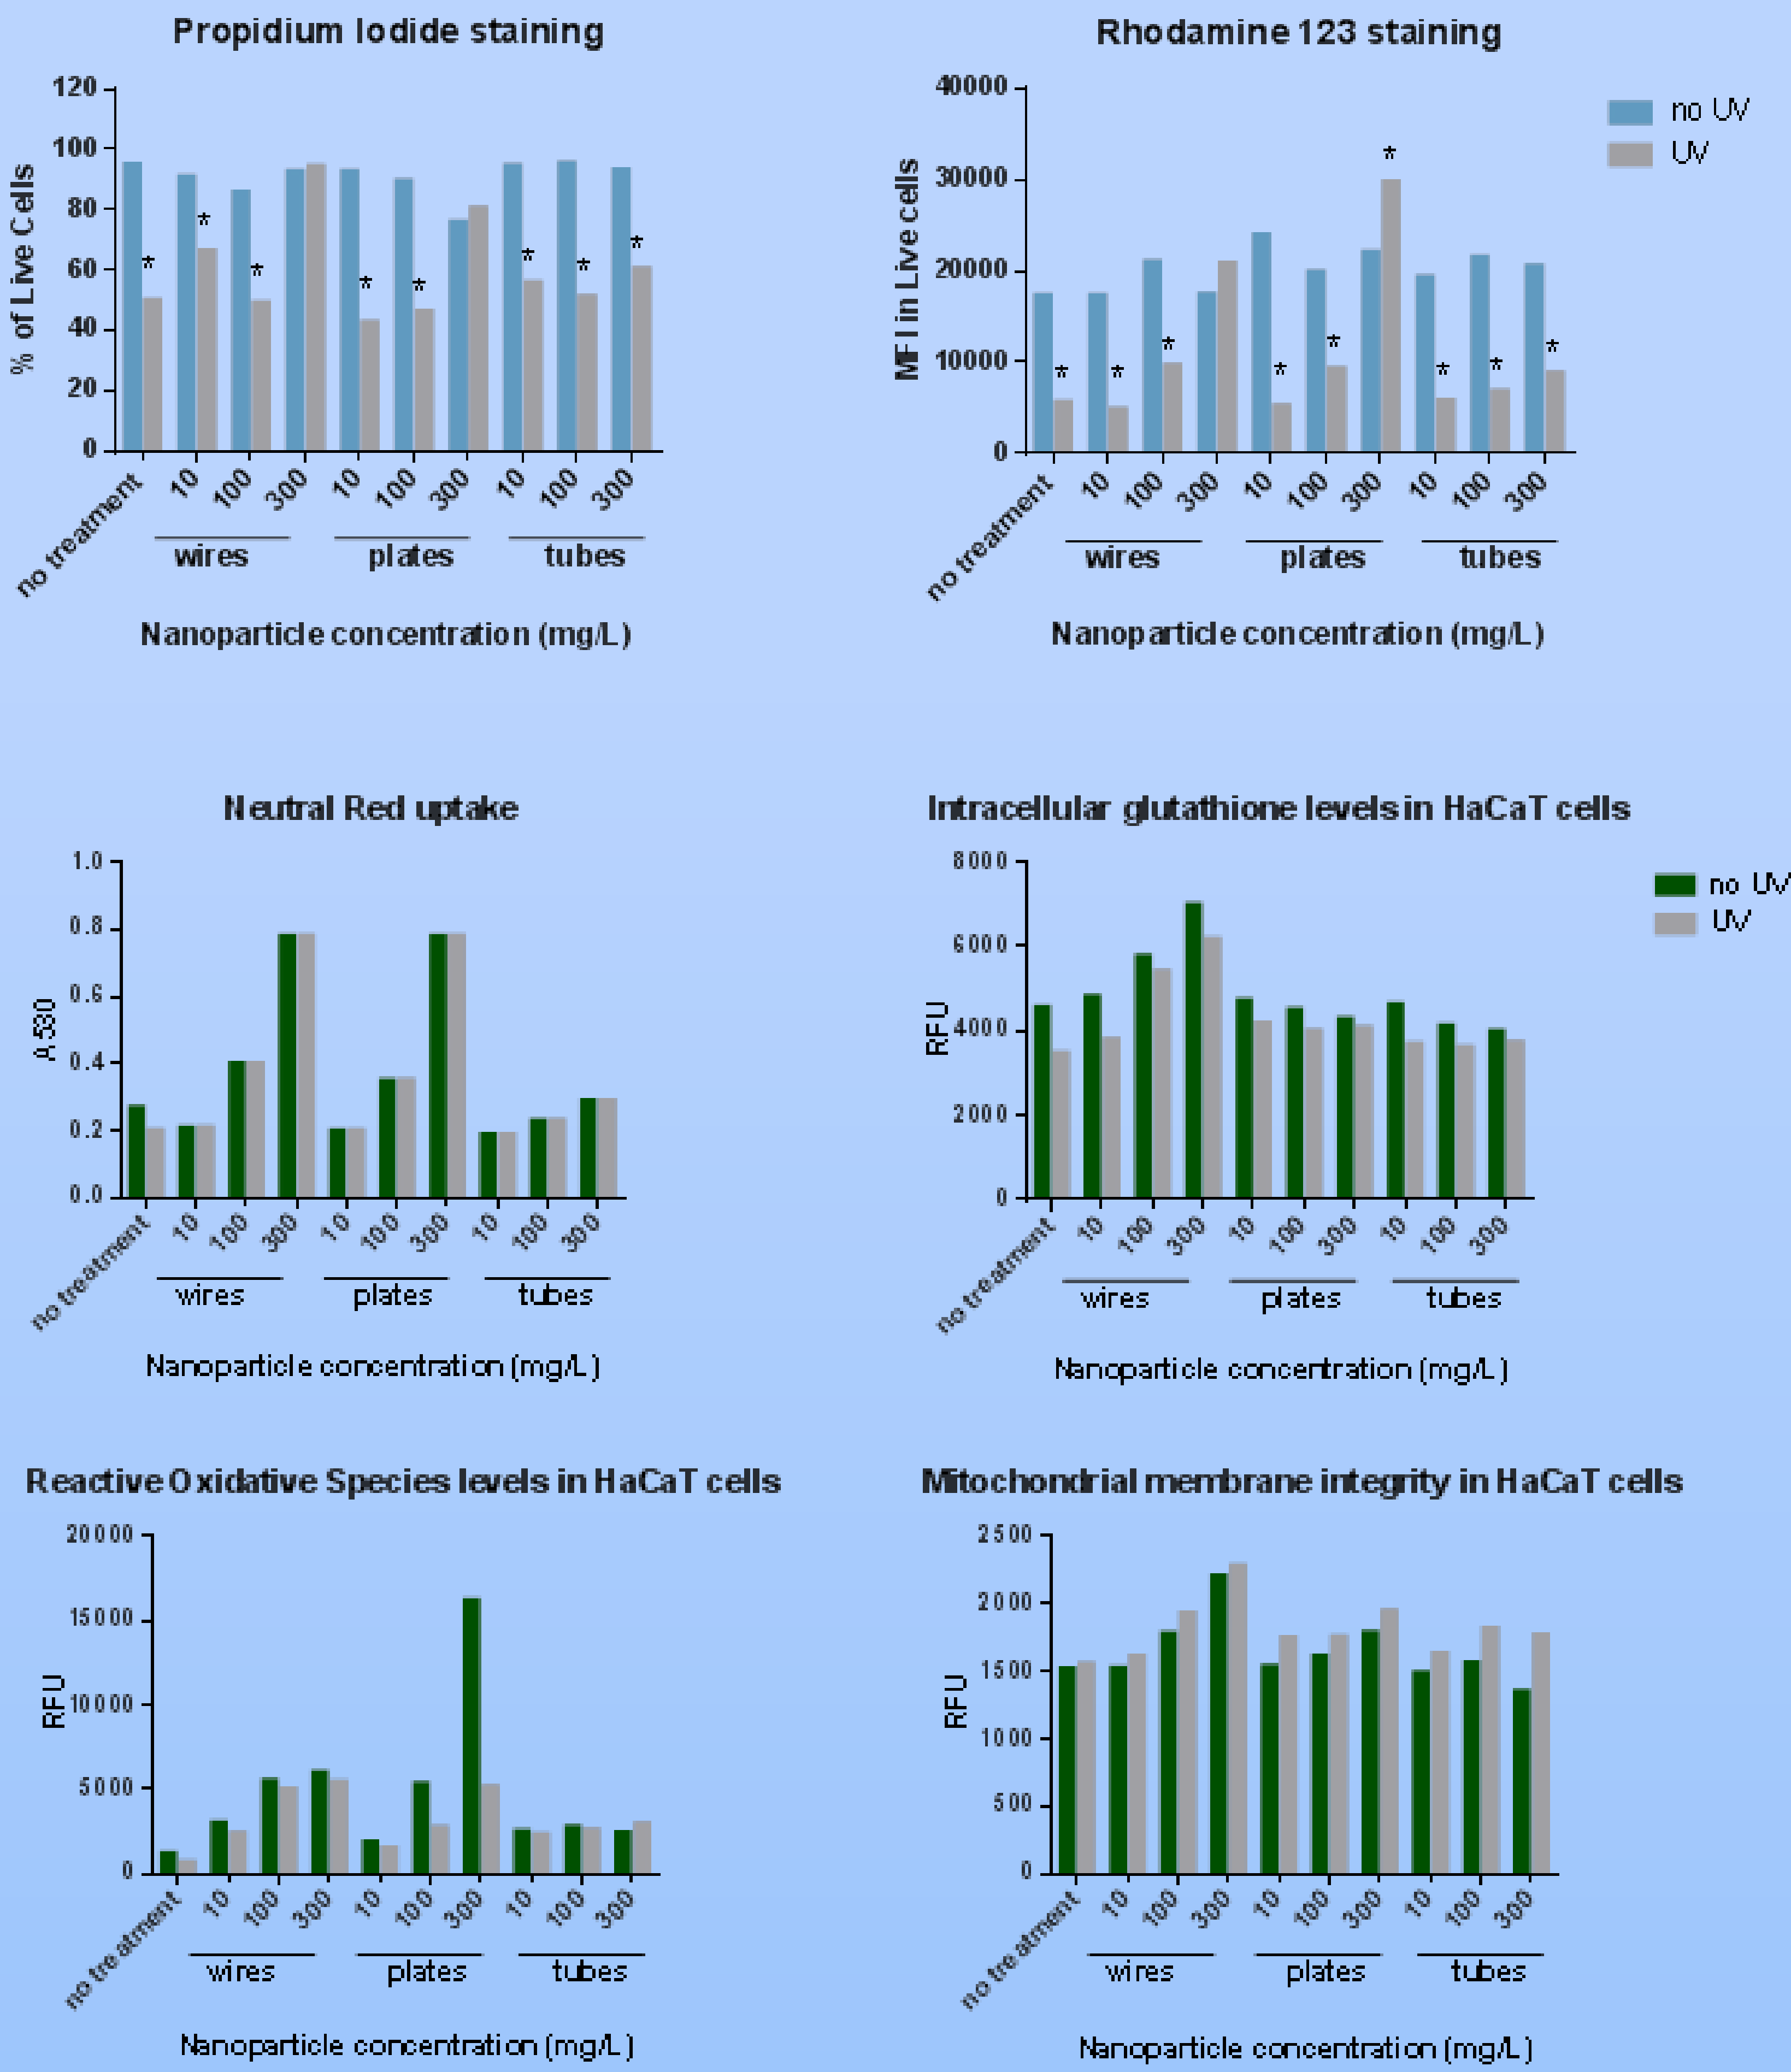 Propidium Iodide staining
120
100
80
60
40
20
0
% of Live Cells
* * * * * * * *
no treatment 10 100 300 10 100 300 10 100 300
wires plates tubes
Nanoparticle concentration (mg/L)
Rhodamine 123 staining
40000
30000
20000
10000
0
MFI in Live cells
* * * * * * * * *
no UV
UV
no treatment 10 100 300 10 100 300 10 100 300
wires plates tubes
Nanoparticle concentration (mg/L)
Neutral Red uptake
1.0
0.8
0.6
0.4
0.2
0.0
A530
no treatment 10 100 300 10 100 300 10 100 300
wires plates tubes
Nanoparticle concentration (mg/L)
Intracellular glutathione levels in HaCaT cells
8000
6000
4000
2000
0
RFU
no UV
UV
no treatment 10 100 300 10 100 300 10 100 300
wires plates tubes
Nanoparticle concentration (mg/L)
Reactive Oxidative Species levels in HaCaT cells
20000
15000
10000
5000
0
RFU
no treatment 10 100 300 10 100 300 10 100 300
wires plates tubes
Nanoparticle concentration (mg/L)
Mitochondrial membrane integrity in HaCaT cells
2500
2000
1500
1000
500
0
RFU
no treatment 10 100 300 10 100 300 10 100 300
wires plates tubes
Nanoparticle concentration (mg/L)